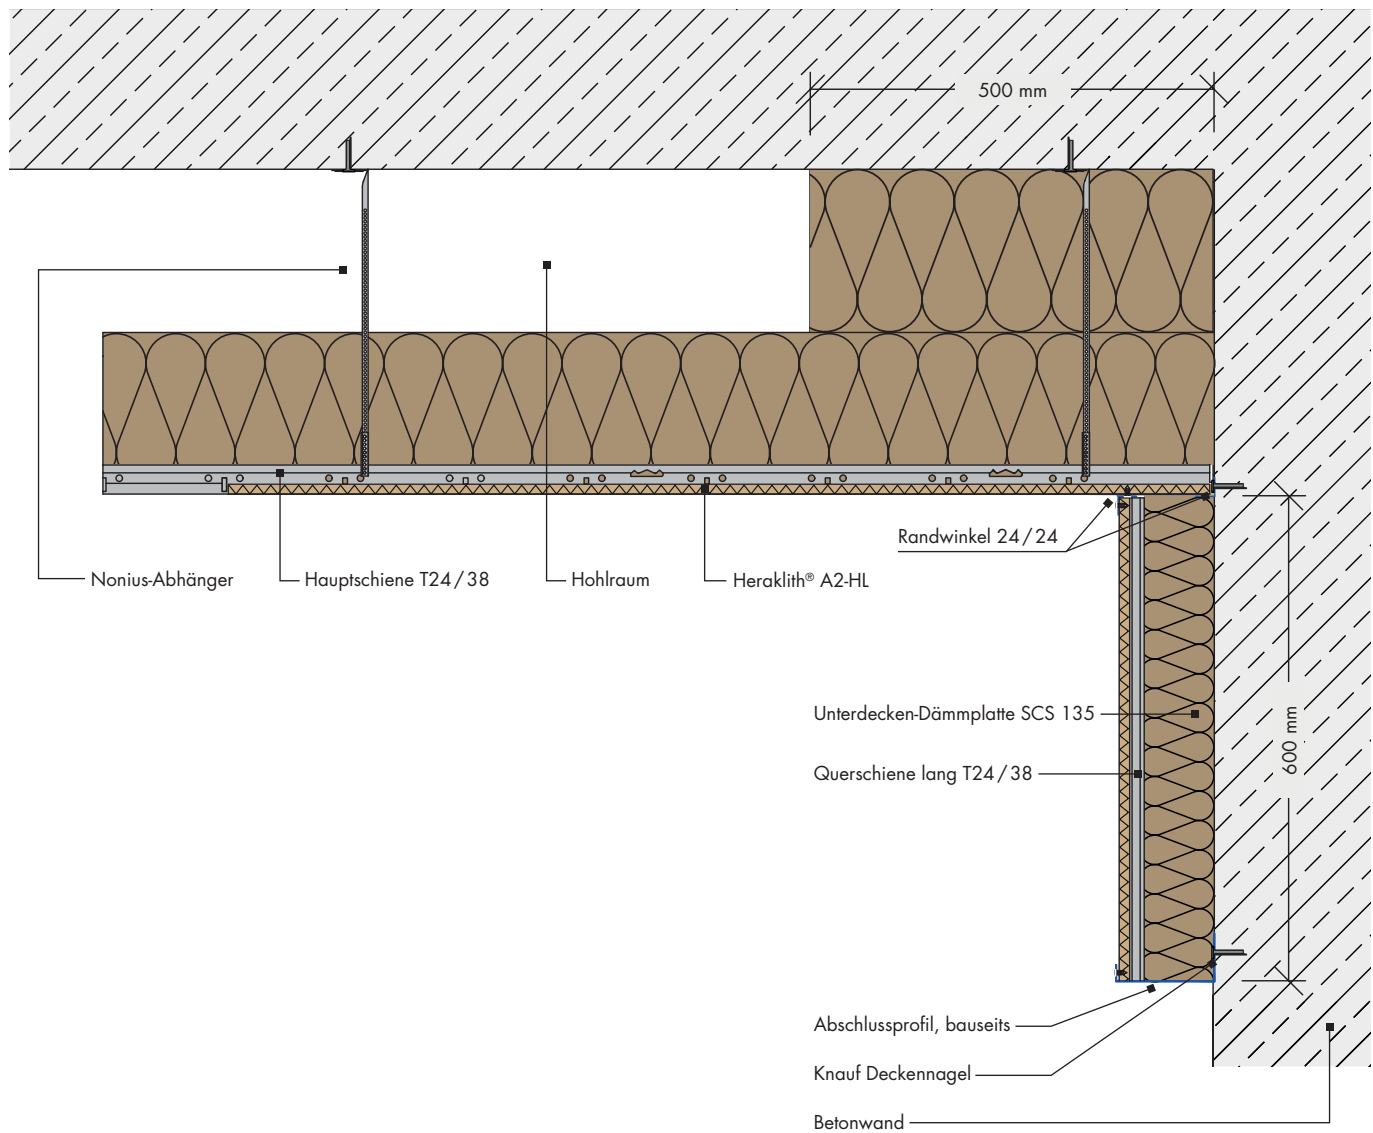 500 mm
Randwinkel 24/24
Nonius-Abhänger
Hauptschiene T24/38
Hohlraum
Heraklith® A2-HL
Unterdecken-Dämmplatte SCS 135
600 mm
Querschiene lang T24/38
Abschlussprofil, bauseits
Knauf Deckennagel
Betonwand